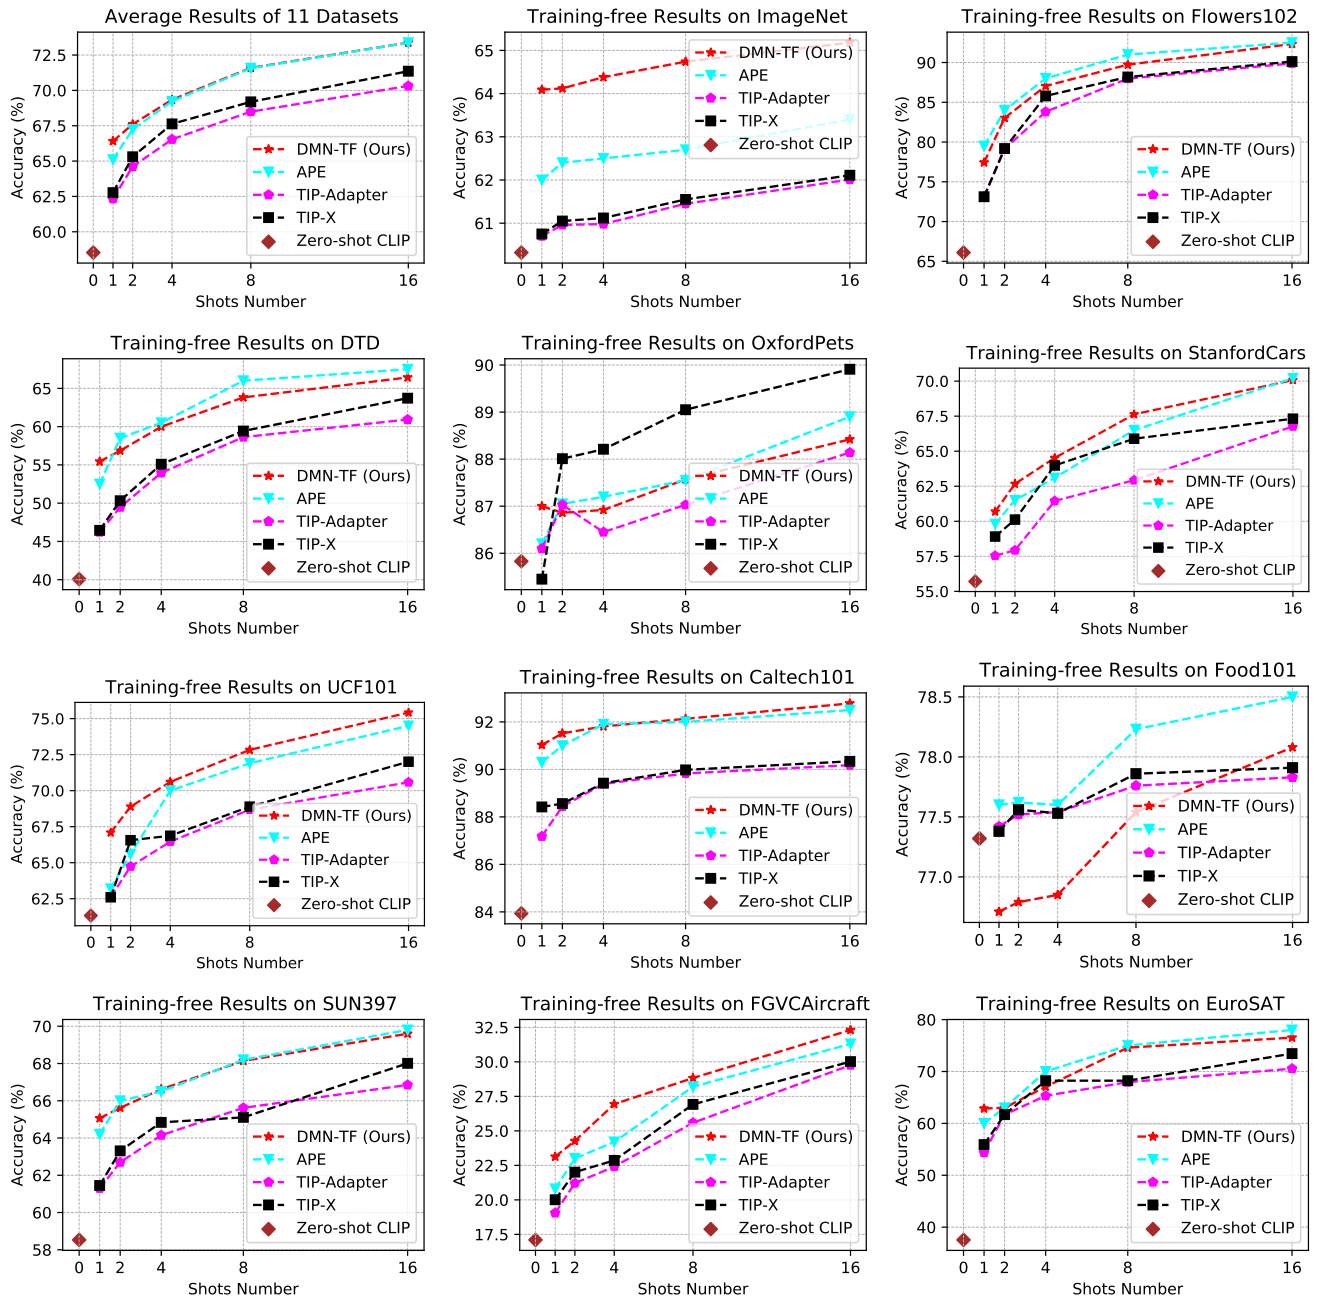 Average Results of 11 Datasets
Accuracy (%)
72.5
70.0
67.5
65.0
62.5
60.0
DMN-TF (Ours)
APE
TIP-Adapter
TIP-X
Zero-shot CLIP
0 1 2 4 8 16
Shots Number
Training-free Results on ImageNet
Accuracy (%)
65
64
63
62
61
DMN-TF (Ours)
APE
TIP-Adapter
TIP-X
Zero-shot CLIP
0 1 2 4 8 16
Shots Number
Training-free Results on Flowers102
Accuracy (%)
90
85
80
75
70
65
DMN-TF (Ours)
APE
TIP-Adapter
TIP-X
Zero-shot CLIP
0 1 2 4 8 16
Shots Number
Training-free Results on DTD
Accuracy (%)
65
60
55
50
45
40
DMN-TF (Ours)
APE
TIP-Adapter
TIP-X
Zero-shot CLIP
0 1 2 4 8 16
Shots Number
Training-free Results on OxfordPets
Accuracy (%)
90
89
88
87
86
DMN-TF (Ours)
APE
TIP-Adapter
TIP-X
Zero-shot CLIP
0 1 2 4 8 16
Shots Number
Training-free Results on StanfordCars
Accuracy (%)
70.0
67.5
65.0
62.5
60.0
57.5
55.0
DMN-TF (Ours)
APE
TIP-Adapter
TIP-X
Zero-shot CLIP
0 1 2 4 8 16
Shots Number
Training-free Results on UCF101
Accuracy (%)
75.0
72.5
70.0
67.5
65.0
62.5
DMN-TF (Ours)
APE
TIP-Adapter
TIP-X
Zero-shot CLIP
0 1 2 4 8 16
Shots Number
Training-free Results on Caltech101
Accuracy (%)
92
90
88
86
84
DMN-TF (Ours)
APE
TIP-Adapter
TIP-X
Zero-shot CLIP
0 1 2 4 8 16
Shots Number
Training-free Results on Food101
Accuracy (%)
78.5
78.0
77.5
77.0
DMN-TF (Ours)
APE
TIP-Adapter
TIP-X
Zero-shot CLIP
0 1 2 4 8 16
Shots Number
Training-free Results on SUN397
Accuracy (%)
70
68
66
64
62
60
58
DMN-TF (Ours)
APE
TIP-Adapter
TIP-X
Zero-shot CLIP
0 1 2 4 8 16
Shots Number
Training-free Results on FGVCAircraft
Accuracy (%)
32.5
30.0
27.5
25.0
22.5
20.0
17.5
DMN-TF (Ours)
APE
TIP-Adapter
TIP-X
Zero-shot CLIP
0 1 2 4 8 16
Shots Number
Training-free Results on EuroSAT
Accuracy (%)
80
70
60
50
40
DMN-TF (Ours)
APE
TIP-Adapter
TIP-X
Zero-shot CLIP
0 1 2 4 8 16
Shots Number